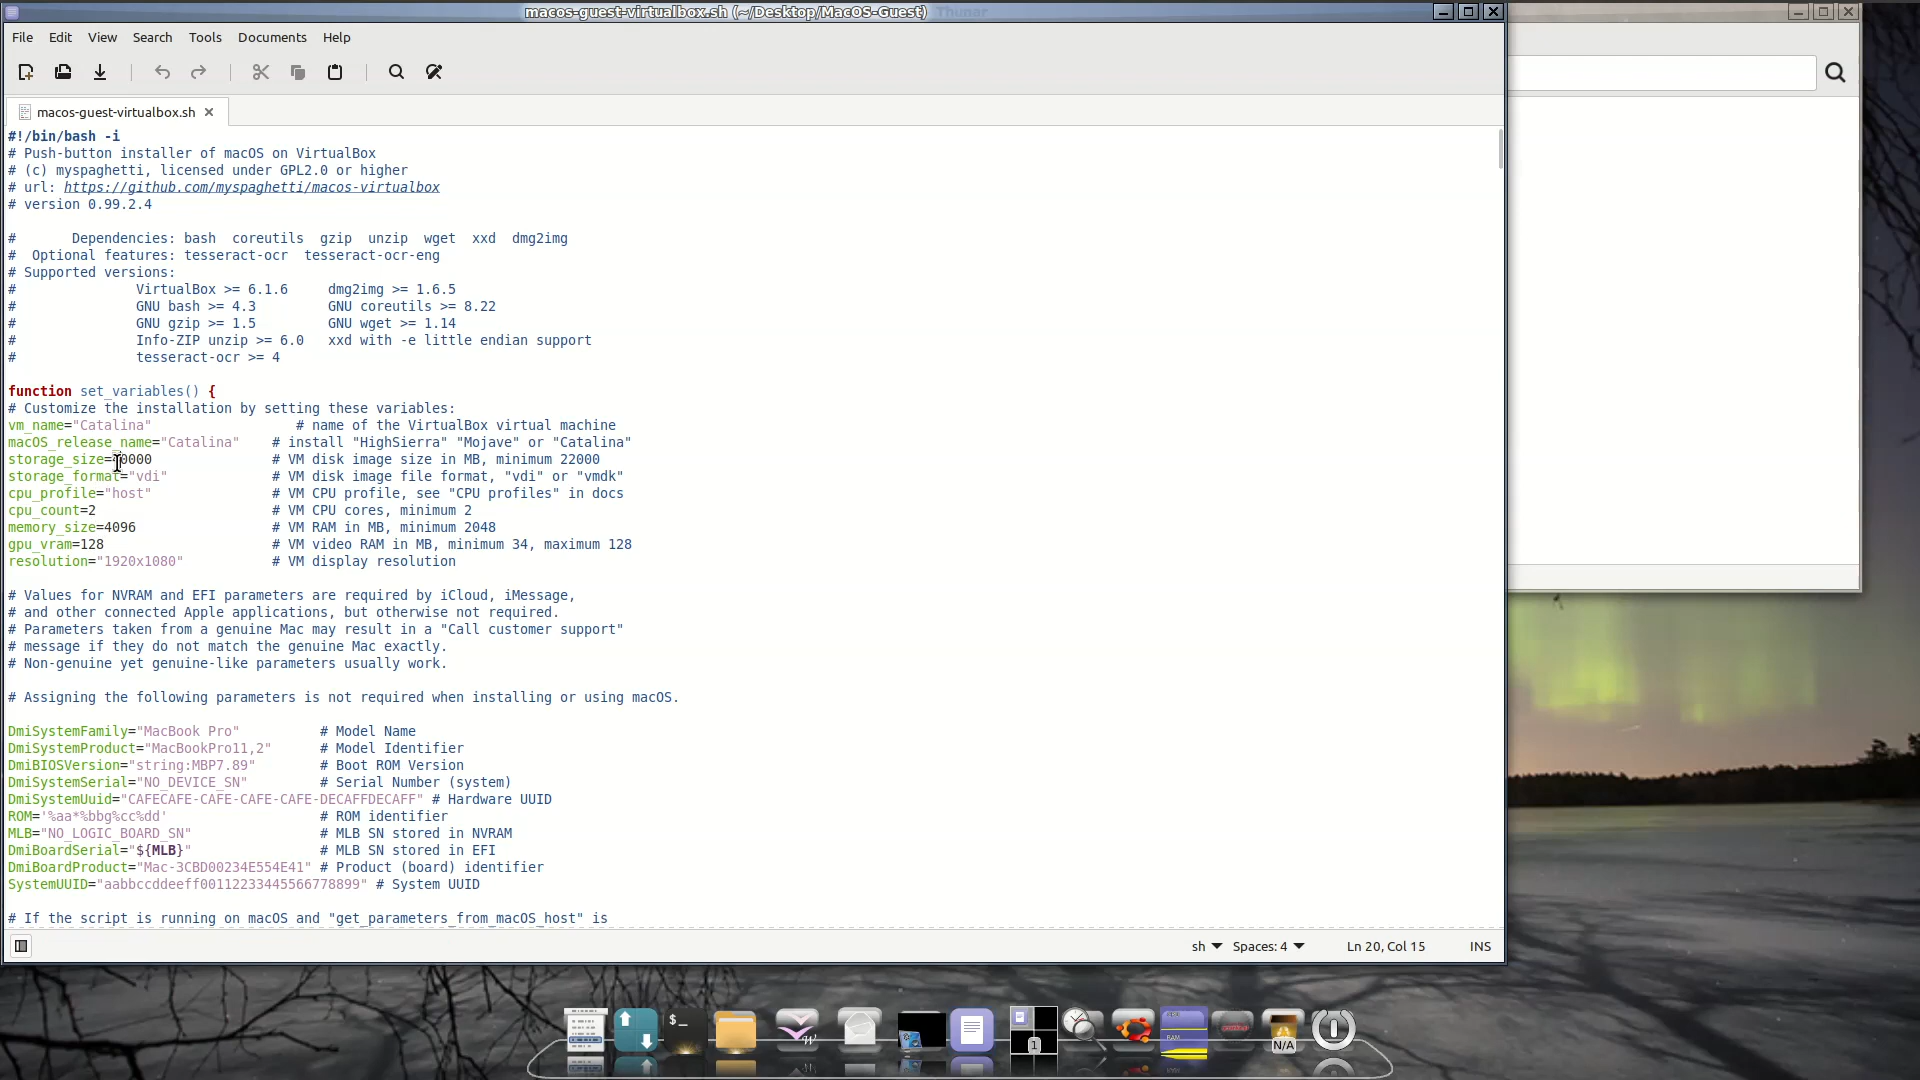 macos-guest-virtualbox.sh (~/Desktop/MacOS-Guest)
Thunar
File Edit View Search Tools Documents Help
macos-guest-virtualbox.sh
#!/bin/bash -i
# Push-button installer of macOS on VirtualBox
# (c) myspaghetti, licensed under GPL2.0 or higher
# url: https://github.com/myspaghetti/macos-virtualbox
# version 0.99.2.4
#       Dependencies: bash  coreutils  gzip  unzip  wget  xxd  dmg2img
#  Optional features: tesseract-ocr  tesseract-ocr-eng
# Supported versions:
#               VirtualBox >= 6.1.6     dmg2img >= 1.6.5
#               GNU bash >= 4.3         GNU coreutils >= 8.22
#               GNU gzip >= 1.5         GNU wget >= 1.14
#               Info-ZIP unzip >= 6.0   xxd with -e little endian support
#               tesseract-ocr >= 4
function set_variables() {
# Customize the installation by setting these variables:
vm_name="Catalina"                  # name of the VirtualBox virtual machine
macOS_release_name="Catalina"    # install "HighSierra" "Mojave" or "Catalina"
storage_size=               # VM disk image size in MB, minimum 22000
storage_format="vdi"             # VM disk image file format, "vdi" or "vmdk"
cpu_profile="host"               # VM CPU profile, see "CPU profiles" in docs
cpu_count=2                      # VM CPU cores, minimum 2
memory_size=4096                 # VM RAM in MB, minimum 2048
gpu_vram=128                     # VM video RAM in MB, minimum 34, maximum 128
resolution="1920x1080"           # VM display resolution
# Values for NVRAM and EFI parameters are required by iCloud, iMessage,
# and other connected Apple applications, but otherwise not required.
# Parameters taken from a genuine Mac may result in a "Call customer support"
# message if they do not match the genuine Mac exactly.
# Non-genuine yet genuine-like parameters usually work.
# Assigning the following parameters is not required when installing or using macOS.
DmiSystemFamily="MacBook Pro"          # Model Name
DmiSystemProduct="MacBookPro11,2"      # Model Identifier
DmiBIOSVersion="string:MBP7.89"        # Boot ROM Version
DmiSystemSerial="NO_DEVICE_SN"         # Serial Number (system)
DmiSystemUuid="CAFECAFE-CAFE-CAFE-CAFE-DECAFFDECAFF" # Hardware UUID
ROM='%aa*%bbg%cc%dd'                   # ROM identifier
MLB="NO_LOGIC_BOARD_SN"                # MLB SN stored in NVRAM
DmiBoardSerial="${MLB}"                # MLB SN stored in EFI
DmiBoardProduct="Mac-3CBD00234E554E41" # Product (board) identifier
SystemUUID="aabbccddeeff00112233445566778899" # System UUID
# If the script is running on macOS and "get_parameters_from_macOS_host" is
sh Spaces: 4 Ln 20, Col 15 INS
$_
W
1
RAM
N/A